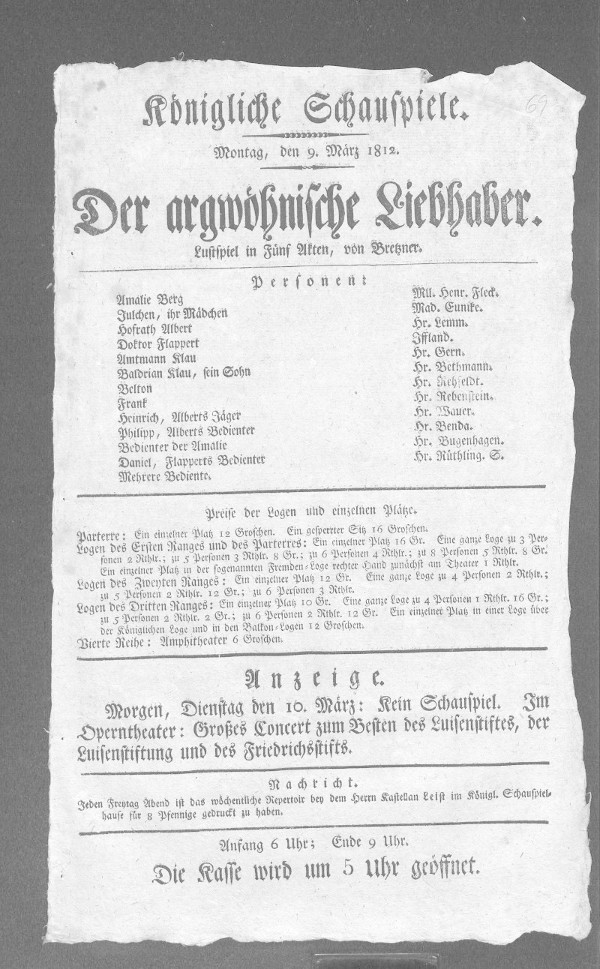 69
Königliche Schauspiele.
Montag, den 9. März 1812.
Der argwöhnische Liebhaber.
Lustspiel in Fünf Akten, von Bretzner.
Personen:
Amalie Berg Mll. Henr. Fleck.
Julchen, ihr Mädchen Mad. Eunike.
Hofrath Albert Hr. Lemm.
Doktor Flappert Iffland.
Amtmann Klau Hr. Gern.
Baldrian Klau, sein Sohn Hr. Bethmann.
Belton Hr. Rehfeldt.
Frank Hr. Rebenstein.
Heinrich, Alberts Jäger Hr. Wauer.
Philipp, Alberts Bedienter Hr. Benda.
Bedienter der Amalie Hr. Bugenhagen.
Daniel, Flapperts Bedienter Hr. Rüthling. S.
Mehrere Bediente.
Preise der Logen und einzelnen Plätze.
Parterre: Ein einzelner Platz 12 Groschen. Ein gesperrter Sitz 16 Groschen.
Logen des Ersten Ranges und des Parterres: Ein einzelner Platz 16 Gr. Eine ganze Loge zu 3 Per-
sonen 2 Rthlr.; zu 5 Personen 3 Rthlr. 8 Gr.; zu 6 Personen 4 Rthlr.; zu 8 Personen 5 Rthlr. 8 Gr.
Ein einzelner Platz in der sogenannten Fremden-Loge rechter Hand zunächst am Theater 1 Rthlr.
Logen des Zweyten Ranges: Ein einzelner Platz 12 Gr. Eine ganze Loge zu 4 Personen 2 Rthlr.;
zu 5 Personen 2 Rthlr. 12 Gr.; zu 6 Personen 3 Rthlr.
Logen des Dritten Ranges: Ein einzelner Platz 10 Gr. Eine ganze Loge zu 4 Personen 1 Rthlr. 16 Gr.;
zu 5 Personen 2 Rthlr. 2 Gr.; zu 6 Personen 2 Rthlr. 12 Gr. Ein einzelner Platz in einer Loge über
der Königlichen Loge und in den Balkon-Logen 12 Groschen.
Vierte Reihe: Amphitheater 6 Groschen.
Anzeige.
Morgen, Dienstag den 10. März: Kein Schauspiel. Im
Operntheater: Großes Concert zum Besten des Luisenstiftes, der
Luisenstiftung und des Friedrichsstifts.
Nachricht.
Jeden Freytag Abend ist das wöchentliche Repertoir bey dem Herrn Kastellan Leist im Königl. Schauspiel-
hause für 8 Pfennige gedruckt zu haben.
Anfang 6 Uhr; Ende 9 Uhr.
Die Kasse wird um 5 Uhr geöffnet.